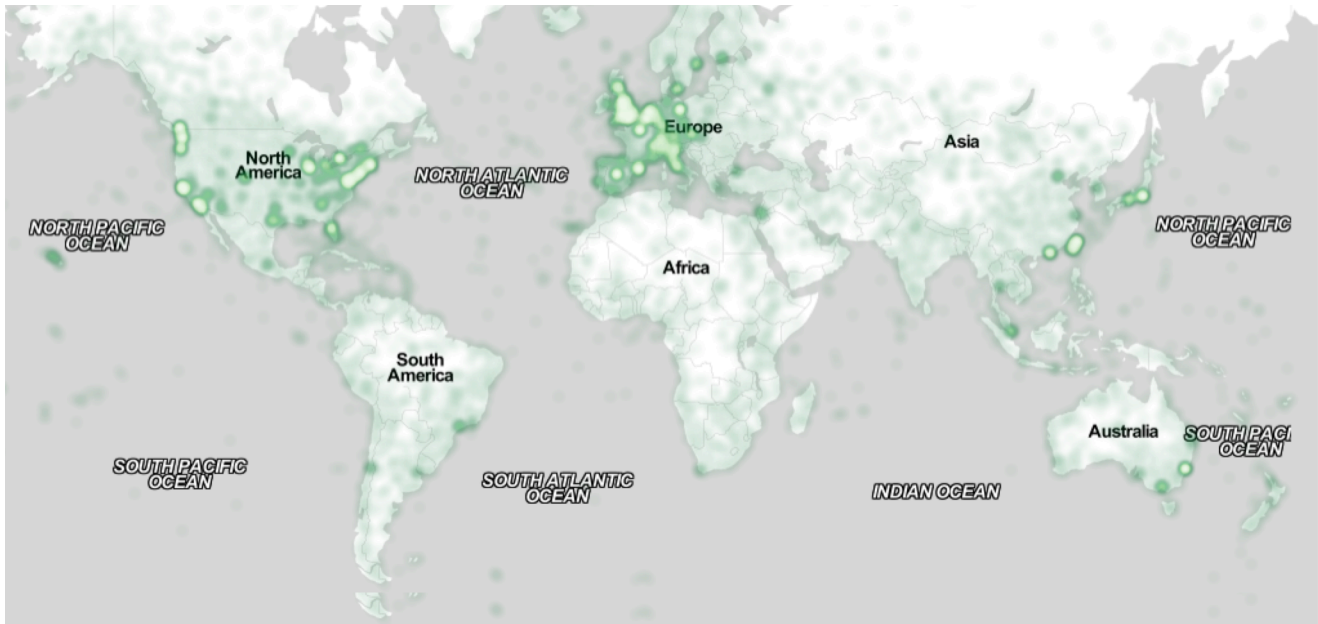 Europe
Asia
North
America
NORTH ATLANTIC
OCEAN
NORTH PACIFIC
OCEAN
NORTH PACIFIC
OCEAN
Africa
South
America
Australia
SOUTH PACI
OCEAN
SOUTH PACIFIC
OCEAN
SOUTH ATLANTIC
OCEAN
INDIAN OCEAN